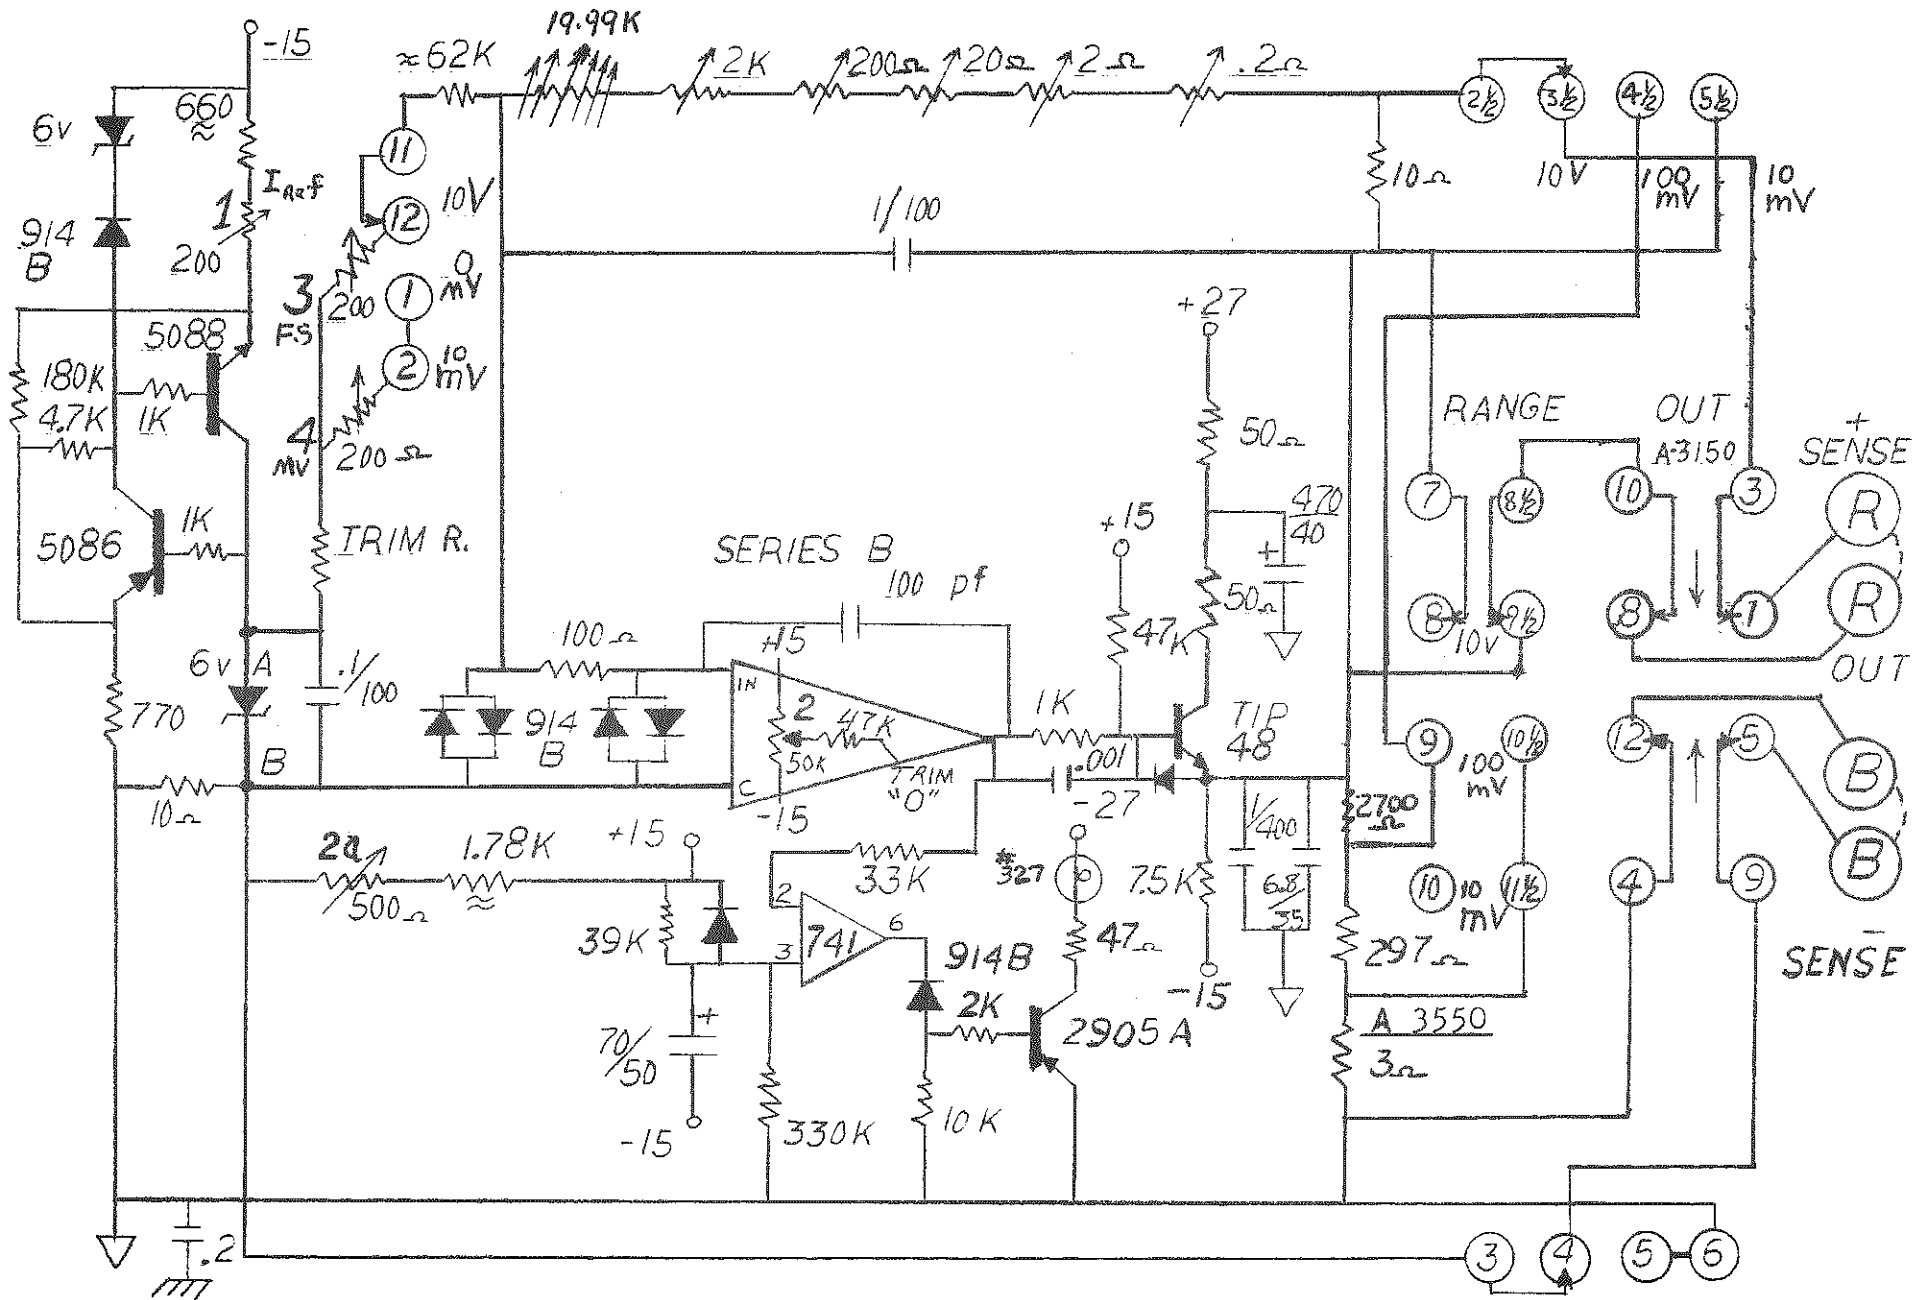 -15
≈62K
19.99K
2K
200Ω
20Ω
2Ω
.2Ω
2½
3½
4½
5½
6v
660
≈
1
IRef
200
914
B
11
12
10V
1/100
10Ω
10V
100
mV
10
mV
3
F.S
200
1
0
mV
2
10
mV
4
mV
200Ω
5088
180K
4.7K
1K
5086
1K
TRIM R.
6v
A
B
.1/100
770
10Ω
SERIES B
100 pf
100Ω
914
B
IN
C
+15
2
50K
47K
TRIM
"O"
-15
+15
47K
1K
.001
+27
50Ω
470/40
+
50Ω
TIP
48
-27
*
327
47Ω
7.5K
-15
1/400
6.8/35
2700
Ω
297Ω
A 3550
3Ω
2a
500Ω
1.78K
≈
+15
39K
70/50
+
-15
33K
2
3
741
6
330K
914B
2K
10K
2905A
RANGE
OUT
A-3150
7
8½
10
3
8
9½
10v
8
1
9
10½
100
mV
12
5
10
10
mV
11½
4
9
+
SENSE
R
R
OUT
B
B
-
SENSE
.2
3
4
5
6